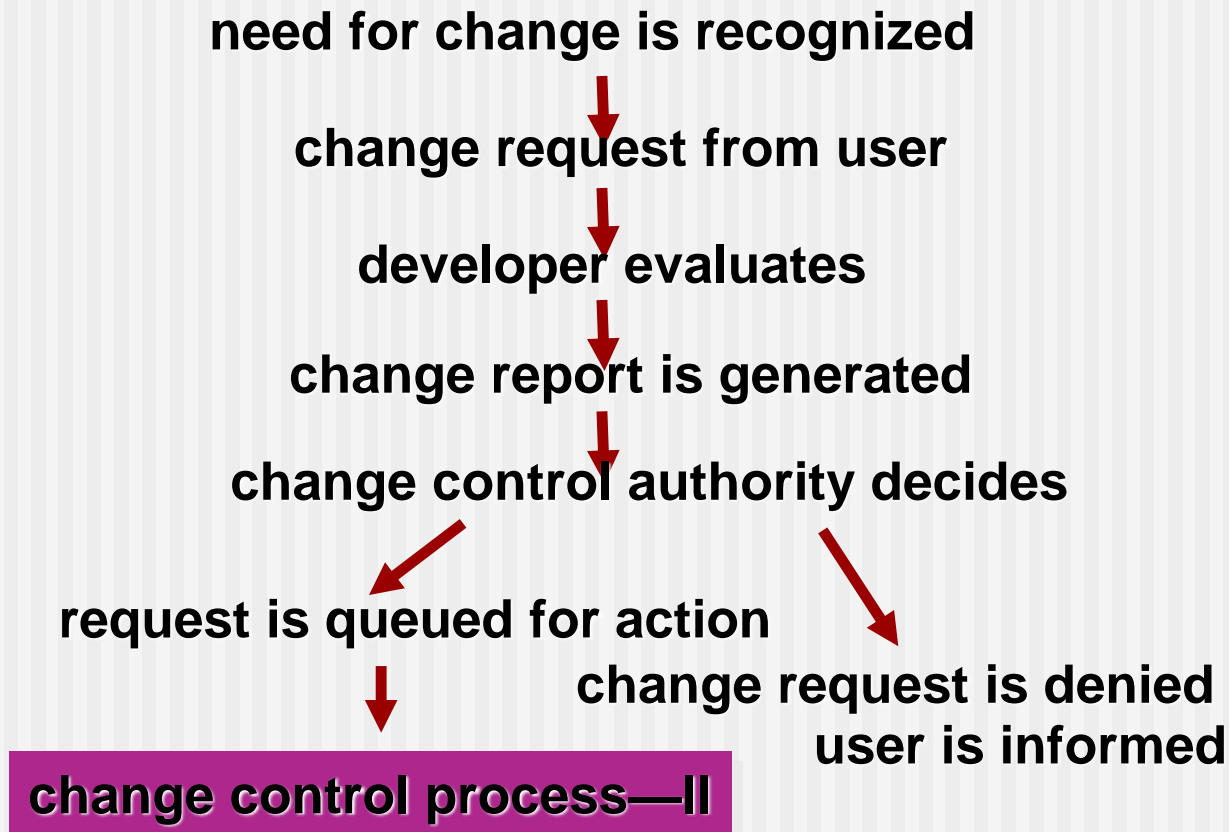 need for change is recognized
change request from user
developer evaluates
change report is generated
change control authority decides
request is queued for action
change request is denied
user is informed
change control process—II